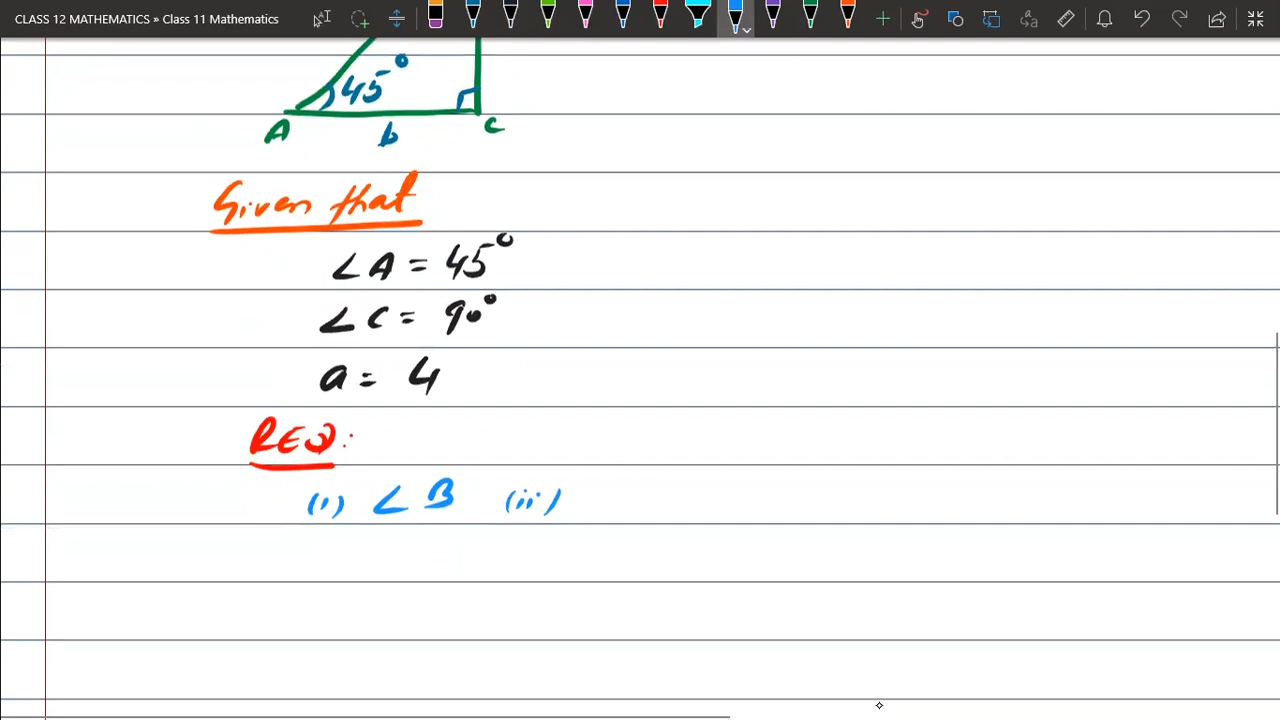 CLASS 12 MATHEMATICS » Class 11 Mathematics
45°
A b C
Given that
∠A = 45°
∠C = 90°
a = 4
REQ:
(i) ∠B (ii)